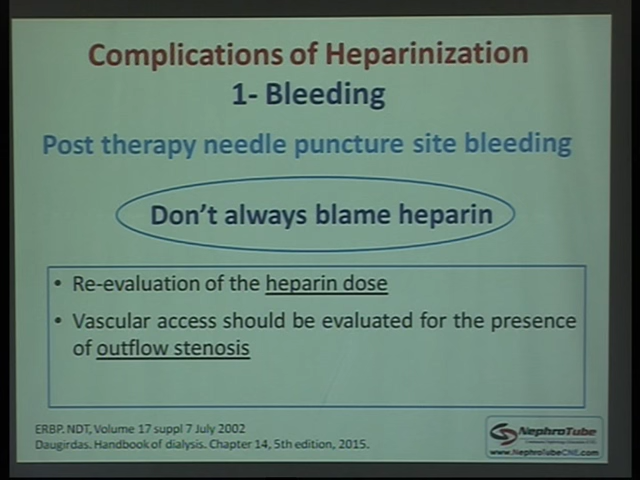 Complications of Heparinization
1- Bleeding
Post therapy needle puncture site bleeding
Don't always blame heparin
• Re-evaluation of the heparin dose
• Vascular access should be evaluated for the presence
of outflow stenosis
ERBP. NDT, Volume 17 suppl 7 July 2002
Daugirdas. Handbook of dialysis. Chapter 14, 5th edition, 2015.
NephroTube
www.NephroTubeCNE.com